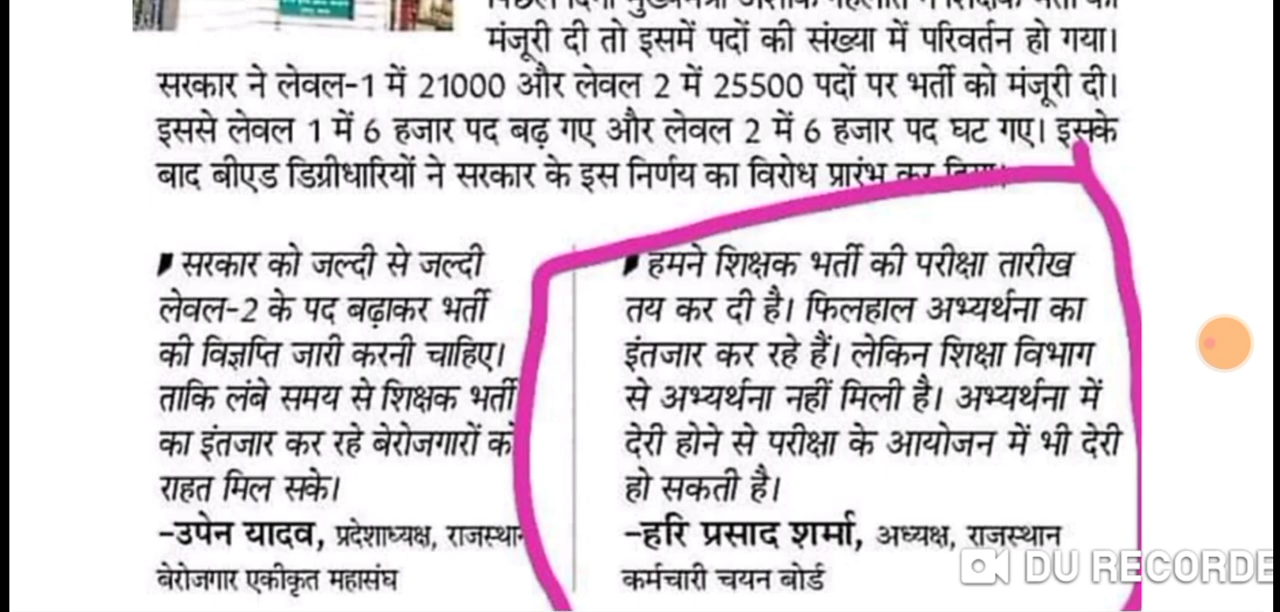 मंजूरी दी तो इसमें पदों की संख्या में परिवर्तन हो गया।
सरकार ने लेवल-1 में 21000 और लेवल 2 में 25500 पदों पर भर्ती को मंजूरी दी।
इससे लेवल 1 में 6 हजार पद बढ़ गए और लेवल 2 में 6 हजार पद घट गए। इसके
बाद बीएड डिग्रीधारियों ने सरकार के इस निर्णय का विरोध प्रारंभ कर दिया।
सरकार को जल्दी से जल्दी
लेवल-2 के पद बढ़ाकर भर्ती
की विज्ञप्ति जारी करनी चाहिए।
ताकि लंबे समय से शिक्षक भर्ती
का इंतजार कर रहे बेरोजगारों को
राहत मिल सके।
-उपेन यादव, प्रदेशाध्यक्ष, राजस्थान
बेरोजगार एकीकृत महासंघ
हमने शिक्षक भर्ती की परीक्षा तारीख
तय कर दी है। फिलहाल अभ्यर्थना का
इंतजार कर रहे हैं। लेकिन शिक्षा विभाग
से अभ्यर्थना नहीं मिली है। अभ्यर्थना में
देरी होने से परीक्षा के आयोजन में भी देरी
हो सकती है।
-हरि प्रसाद शर्मा, अध्यक्ष, राजस्थान
कर्मचारी चयन बोर्ड
DU RECORDE